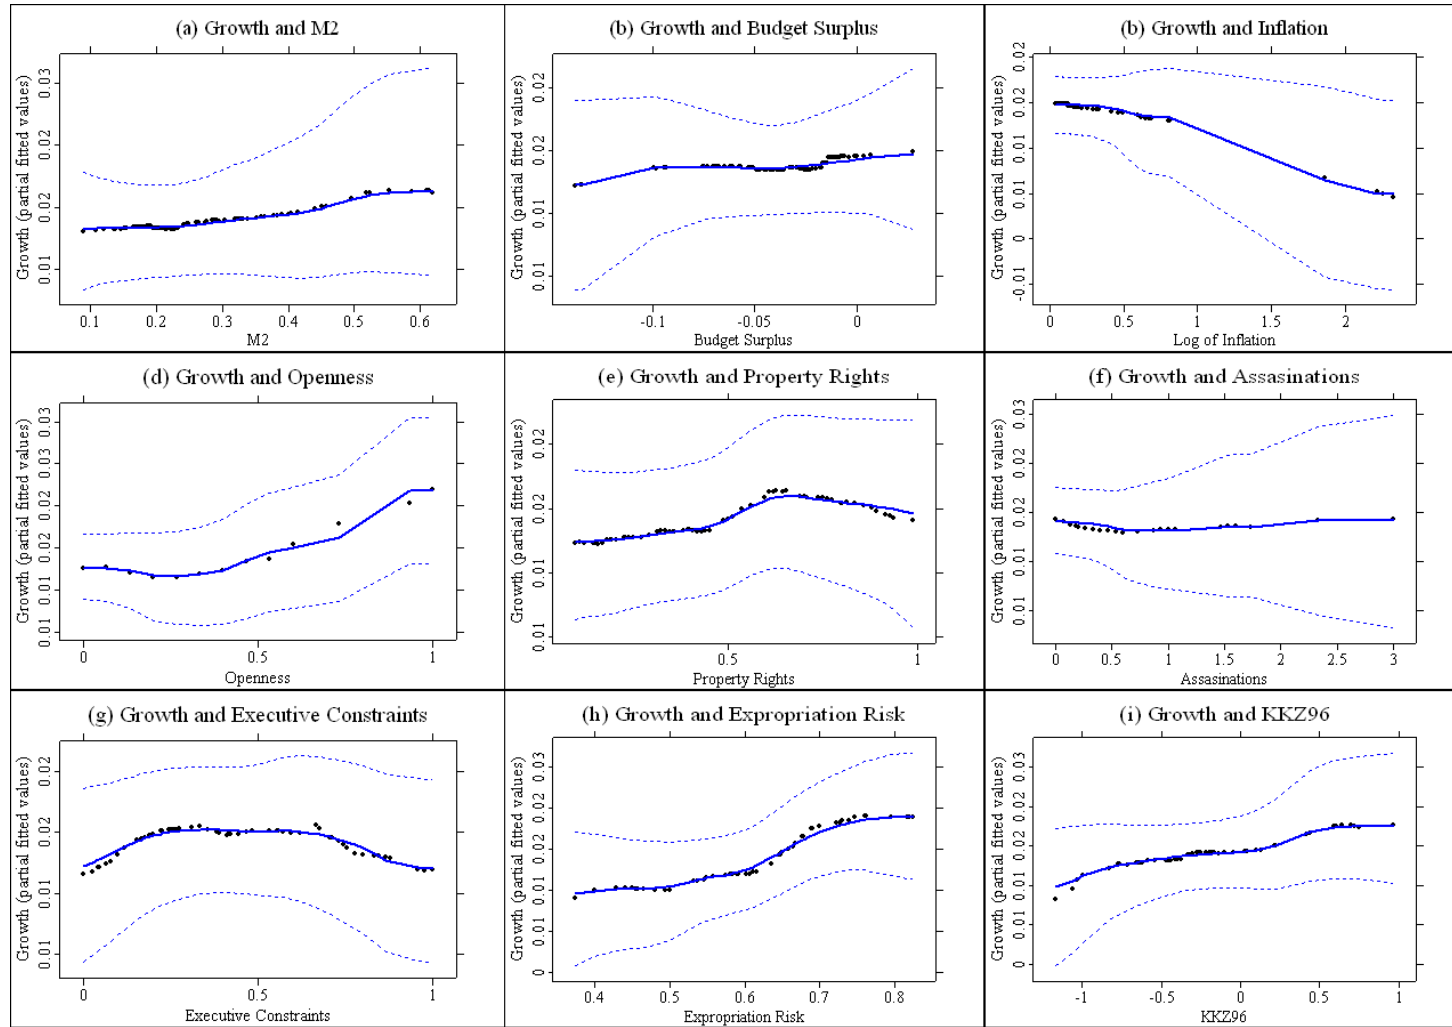 (a) Growth and M2
Growth (partial fitted values)
0.03
0.02
0.02
0.01
0.1 0.2 0.3 0.4 0.5 0.6
M2
(b) Growth and Budget Surplus
Growth (partial fitted values)
0.02
0.02
0.01
0.01
-0.1 -0.05 0
Budget Surplus
(b) Growth and Inflation
Growth (partial fitted values)
0.02
0.02
0.01
0.01
0
-0.01
0 0.5 1 1.5 2
Log of Inflation
(d) Growth and Openness
Growth (partial fitted values)
0.03
0.03
0.02
0.02
0.01
0.01
0 0.5 1
Openness
(e) Growth and Property Rights
Growth (partial fitted values)
0.02
0.02
0.01
0.01
0.5 1
Property Rights
(f) Growth and Assasinations
Growth (partial fitted values)
0.03
0.02
0.02
0.01
0.01
0 0.5 1 1.5 2 2.5 3
Assasinations
(g) Growth and Executive Constraints
Growth (partial fitted values)
0.02
0.02
0.01
0.01
0 0.5 1
Executive Constraints
(h) Growth and Expropriation Risk
Growth (partial fitted values)
0.03
0.02
0.02
0.01
0.01
0
0.4 0.5 0.6 0.7 0.8
Expropriation Risk
(i) Growth and KKZ96
Growth (partial fitted values)
0.03
0.02
0.02
0.01
0.01
0
-1 -0.5 0 0.5 1
KKZ96